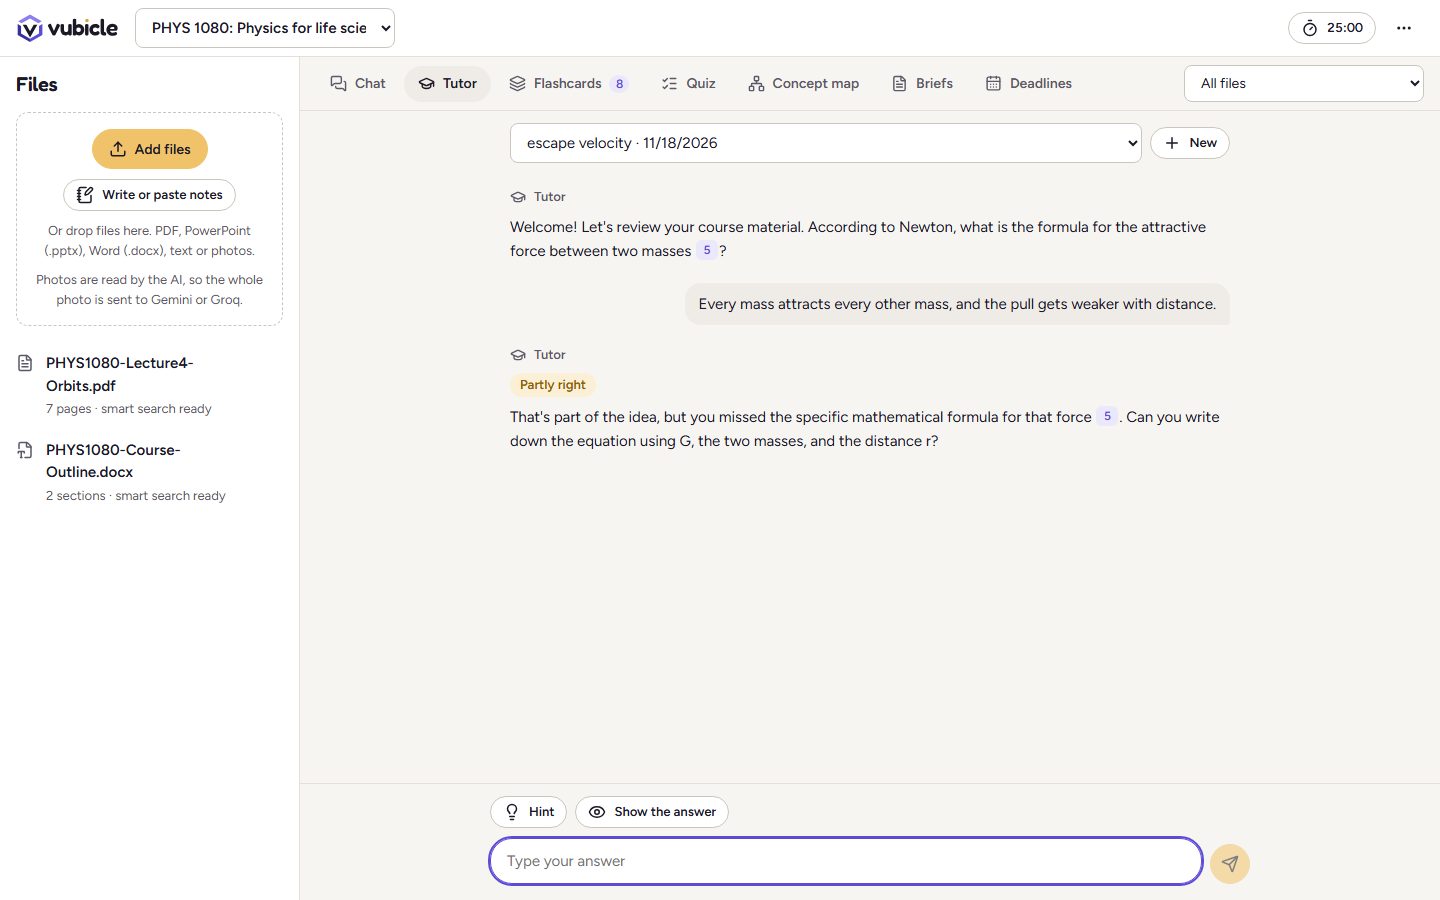 vubicle
PHYS 1080: Physics for life scie
25:00
Files
Add files
Write or paste notes
Or drop files here. PDF, PowerPoint
(.pptx), Word (.docx), text or photos.
Photos are read by the AI, so the whole
photo is sent to Gemini or Groq.
PHYS1080-Lecture4-
Orbits.pdf
7 pages · smart search ready
PHYS1080-Course-
Outline.docx
2 sections · smart search ready
Chat
Tutor
Flashcards 8
Quiz
Concept map
Briefs
Deadlines
All files
escape velocity · 11/18/2026
New
Tutor
Welcome! Let's review your course material. According to Newton, what is the formula for the attractive
force between two masses 5 ?
Every mass attracts every other mass, and the pull gets weaker with distance.
Tutor
Partly right
That's part of the idea, but you missed the specific mathematical formula for that force 5 . Can you write
down the equation using G, the two masses, and the distance r?
Hint
Show the answer
Type your answer